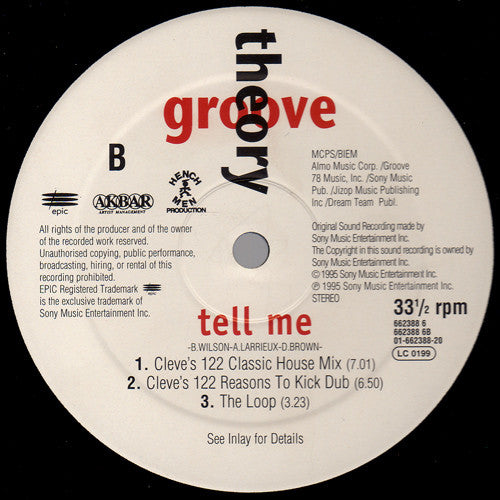 groove
theory
B
HENCH
MEN
PRODUCTION
epic
AKBAR
ARTIST MANAGEMENT
All rights of the producer and of the owner
of the recorded work reserved.
Unauthorised copying, public performance,
broadcasting, hiring, or rental of this
recording prohibited.
EPIC Registered Trademark epic
is the exclusive trademark of
Sony Music Entertainment Inc.
MCPS/BIEM
Almo Music Corp. /Groove
78 Music, Inc. /Sony Music
Pub. /Jizop Music Publishing
Inc /Dream Team Publ.
Original Sound Recording made by
Sony Music Entertainment Inc.
The Copyright in this sound recording is owned by
Sony Music Entertainment Inc.
© 1995 Sony Music Entertainment Inc.
℗ 1995 Sony Music Entertainment Inc.
STEREO
33 1/2 rpm
662388 6
662388 6B
01-662388-20
LC 0199
tell me
-B.WILSON-A.LARRIEUX-D.BROWN-
1. Cleve's 122 Classic House Mix (7.01)
2. Cleve's 122 Reasons To Kick Dub (6.50)
3. The Loop (3.23)
See Inlay for Details